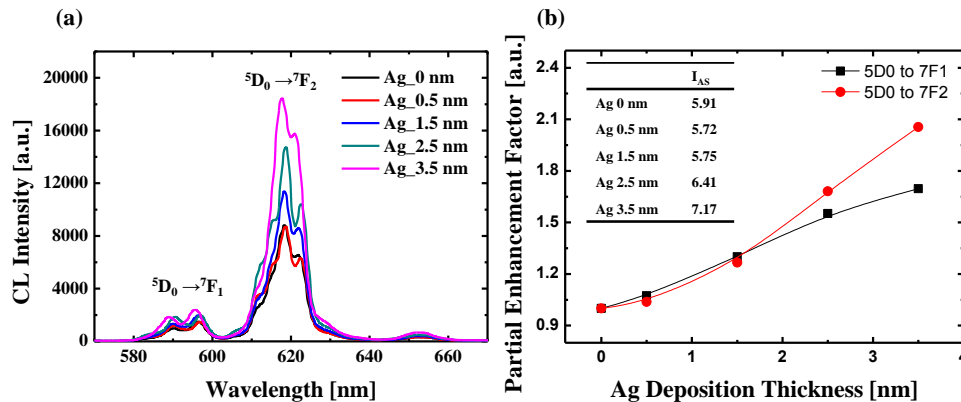 (a)
20000
16000
12000
8000
4000
0
CL Intensity [a.u.]
⁵D₀→⁷F₂
⁵D₀→⁷F₁
Ag_0 nm
Ag_0.5 nm
Ag_1.5 nm
Ag_2.5 nm
Ag_3.5 nm
580 600 620 640 660
Wavelength [nm]
(b)
2.4
2.1
1.8
1.5
1.2
0.9
Partial Enhancement Factor [a.u.]
I_AS
Ag 0 nm 5.91
Ag 0.5 nm 5.72
Ag 1.5 nm 5.75
Ag 2.5 nm 6.41
Ag 3.5 nm 7.17
5D0 to 7F1
5D0 to 7F2
0 1 2 3 4
Ag Deposition Thickness [nm]